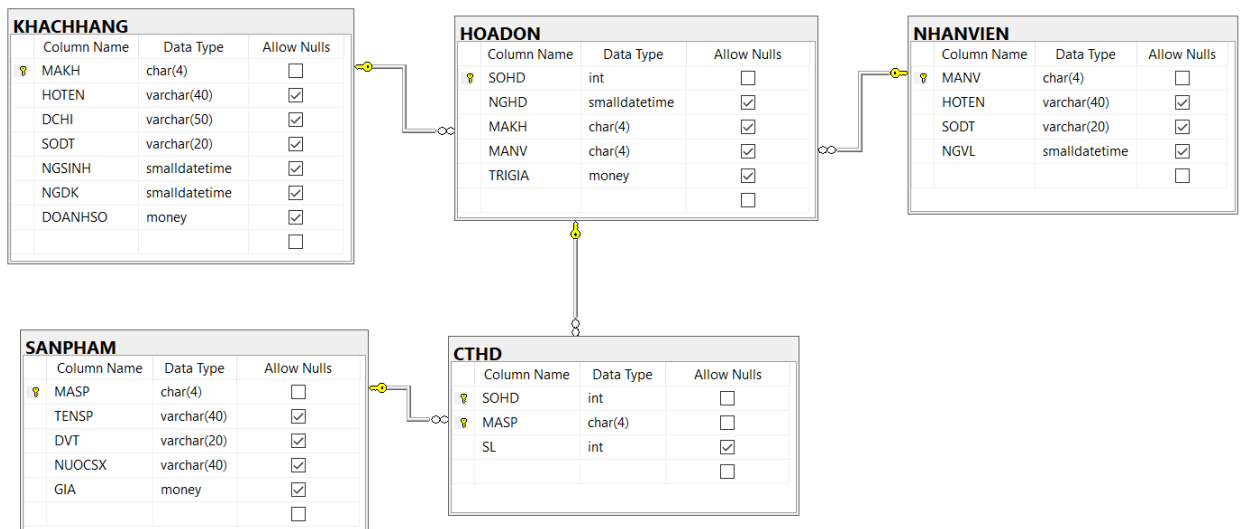 KHACHHANG
Column Name Data Type Allow Nulls
MAKH char(4)
HOTEN varchar(40)
DCHI varchar(50)
SODT varchar(20)
NGSINH smalldatetime
NGDK smalldatetime
DOANHSO money
HOADON
Column Name Data Type Allow Nulls
SOHD int
NGHD smalldatetime
MAKH char(4)
MANV char(4)
TRIGIA money
NHANVIEN
Column Name Data Type Allow Nulls
MANV char(4)
HOTEN varchar(40)
SODT varchar(20)
NGVL smalldatetime
SANPHAM
Column Name Data Type Allow Nulls
MASP char(4)
TENSP varchar(40)
DVT varchar(20)
NUOCSX varchar(40)
GIA money
CTHD
Column Name Data Type Allow Nulls
SOHD int
MASP char(4)
SL int